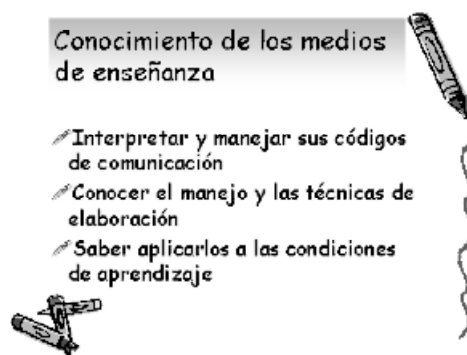 Conocimiento de los medios
de enseñanza
Interpretar y manejar sus códigos
de comunicación
Conocer el manejo y las técnicas de
elaboración
Saber aplicarlos a las condiciones
de aprendizaje